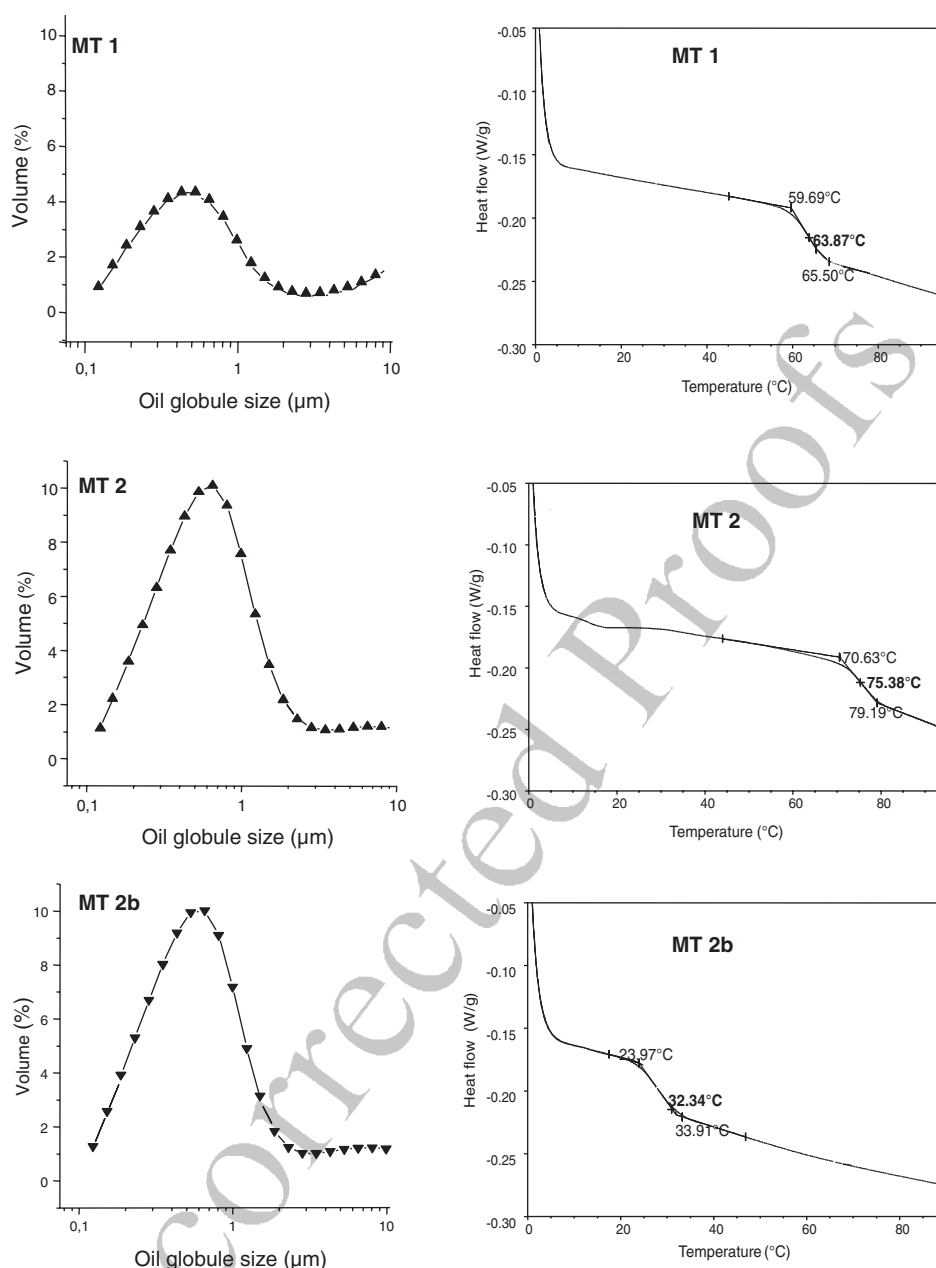 MT 1
10
8
6
4
2
0
Volume (%)
0,1 1 10
Oil globule size (µm)
MT 1
-0.05
-0.10
-0.15
-0.20
-0.25
-0.30
Heat flow (W/g)
59.69°C
63.87°C
65.50°C
0 20 40 60 80
Temperature (°C)
MT 2
10
8
6
4
2
0
Volume (%)
0,1 1 10
Oil globule size (µm)
MT 2
-0.05
-0.10
-0.15
-0.20
-0.25
-0.30
Heat flow (W/g)
70.63°C
75.38°C
79.19°C
0 20 40 60 80
Temperature (°C)
MT 2b
10
8
6
4
2
0
Volume (%)
0,1 1 10
Oil globule size (µm)
MT 2b
-0.05
-0.10
-0.15
-0.20
-0.25
-0.30
Heat flow (W/g)
23.97°C
32.34°C
33.91°C
0 20 40 60 80
Temperature (°C)
corrected Proofs